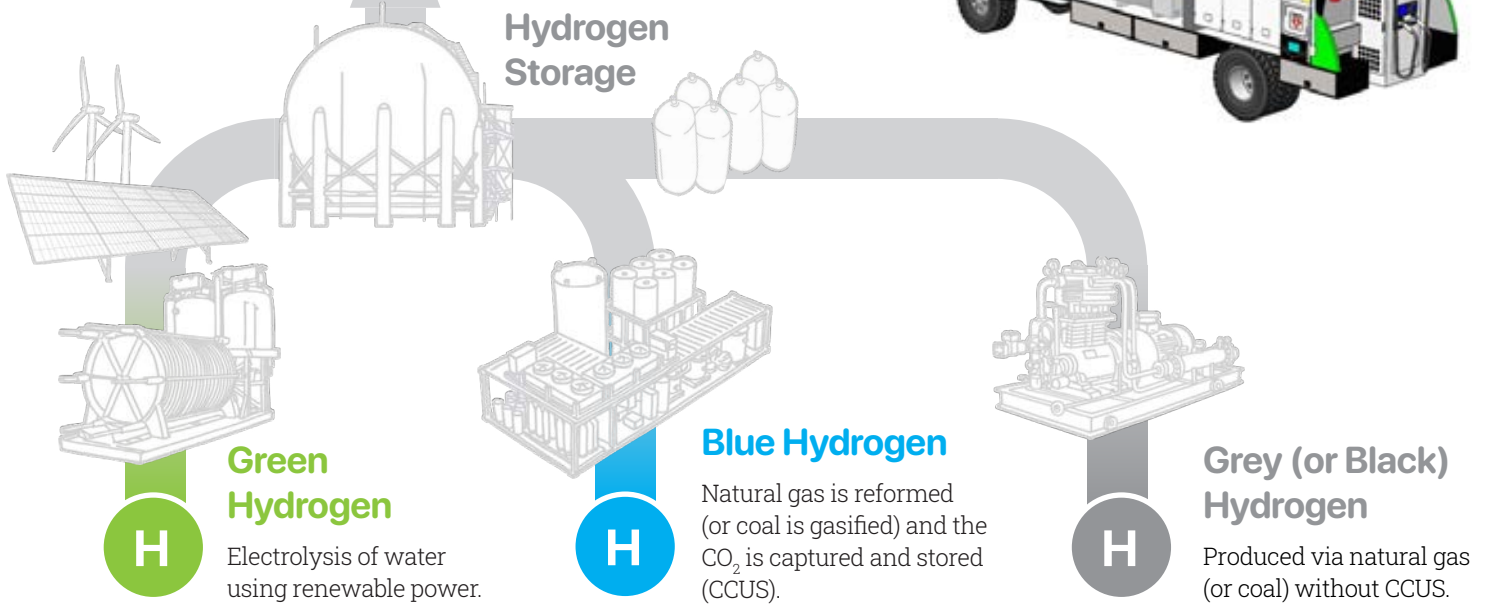 Hydrogen
Storage
Green
Hydrogen
H
Electrolysis of water
using renewable power.
Blue Hydrogen
H
Natural gas is reformed
(or coal is gasified) and the
CO₂ is captured and stored
(CCUS).
Grey (or Black)
Hydrogen
H
Produced via natural gas
(or coal) without CCUS.